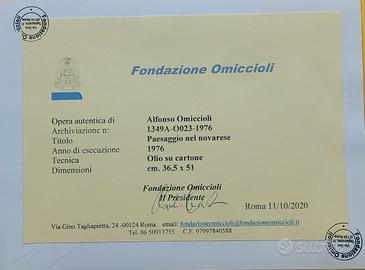 Fondazione Omiccioli
Opera autentica di Alfonso Omiccioli
Archiviazione n: 1349A-O023-1976
Titolo Paesaggio nel novarese
Anno di esecuzione 1976
Tecnica Olio su cartone
Dimensioni cm. 36,5 x 51
Fondazione Omiccioli
Il Presidente
Roma 11/10/2020
Via Gino Tagliapietra, 24 -00124 Roma email: fondazioneomiccioli@fondazioneomiccioli.it
Tel. 06 50913755 C.F. 97997840588
subito